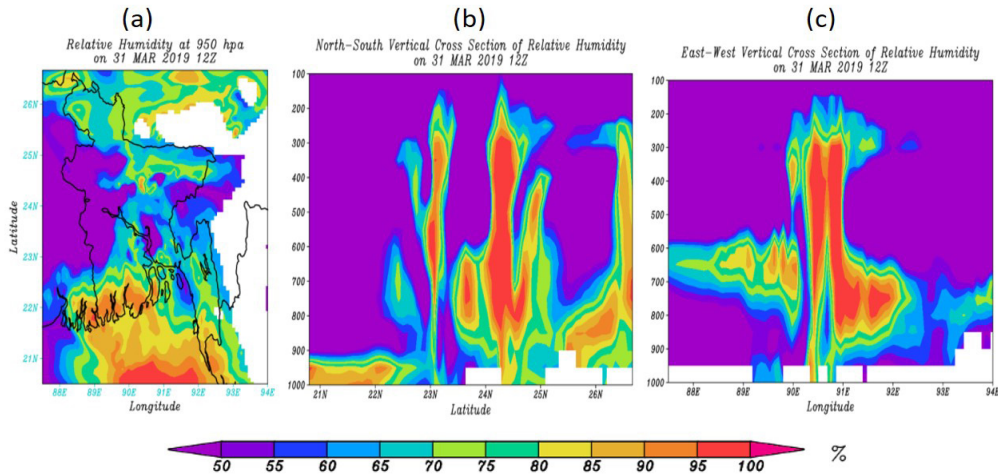 (a)
(b)
(c)
Relative Humidity at 950 hpa
on 31 MAR 2019 12Z
North-South Vertical Cross Section of Relative Humidity
on 31 MAR 2019 12Z
East-West Vertical Cross Section of Relative Humidity
on 31 MAR 2019 12Z
Latitude
26N
25N
24N
23N
22N
21N
88E 89E 90E 91E 92E 93E 94E
Longitude
100
200
300
400
500
600
700
800
900
1000
22N 23N 24N 25N 26N
Latitude
100
200
300
400
500
600
700
800
900
1000
88E 89E 90E 91E 92E 93E 94E
Longitude
50 55 60 65 70 75 80 85 90 95 100 %